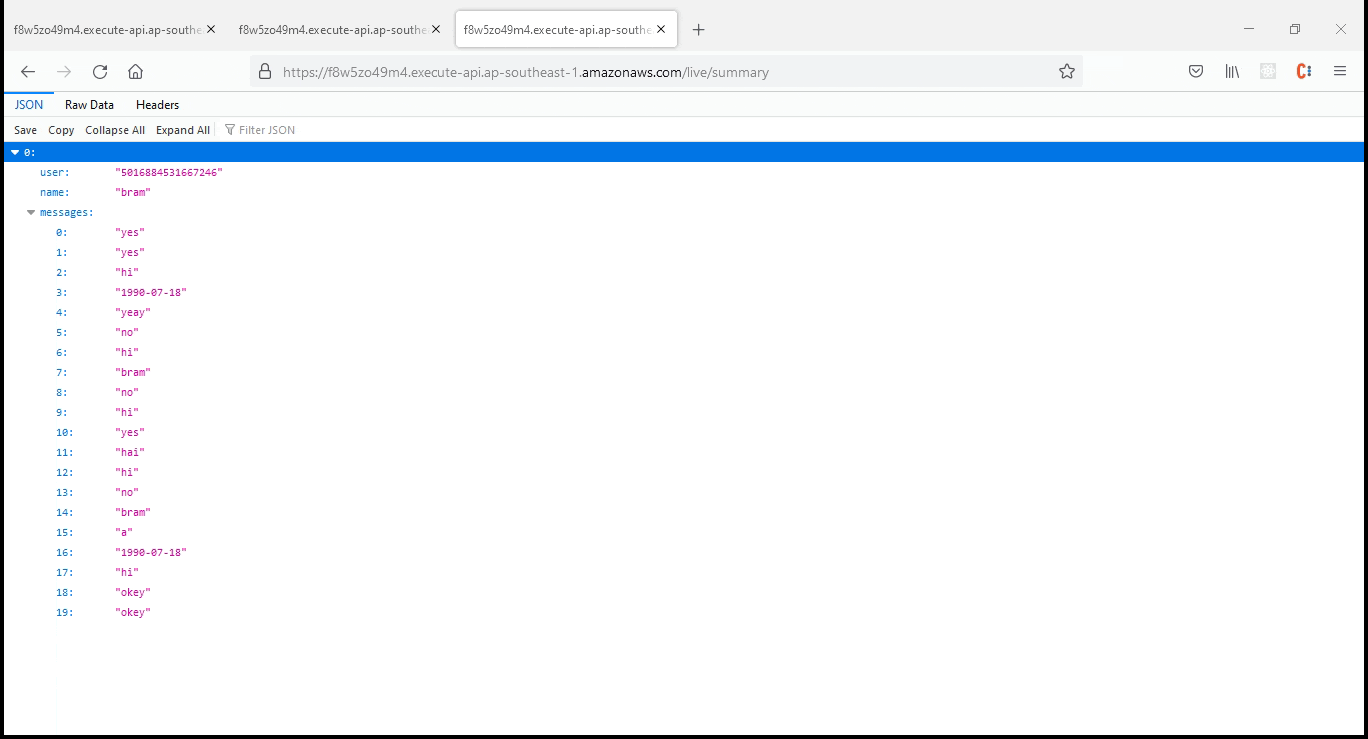 f8w5zo49m4.execute-api.ap-southe f8w5zo49m4.execute-api.ap-southe f8w5zo49m4.execute-api.ap-southe
https://f8w5zo49m4.execute-api.ap-southeast-1.amazonaws.com/live/summary
JSON Raw Data Headers
Save Copy Collapse All Expand All Filter JSON
0:
user: "5016884531667246"
name: "bram"
messages:
0: "yes"
1: "yes"
2: "hi"
3: "1990-07-18"
4: "yeay"
5: "no"
6: "hi"
7: "bram"
8: "no"
9: "hi"
10: "yes"
11: "hai"
12: "hi"
13: "no"
14: "bram"
15: "a"
16: "1990-07-18"
17: "hi"
18: "okey"
19: "okey"